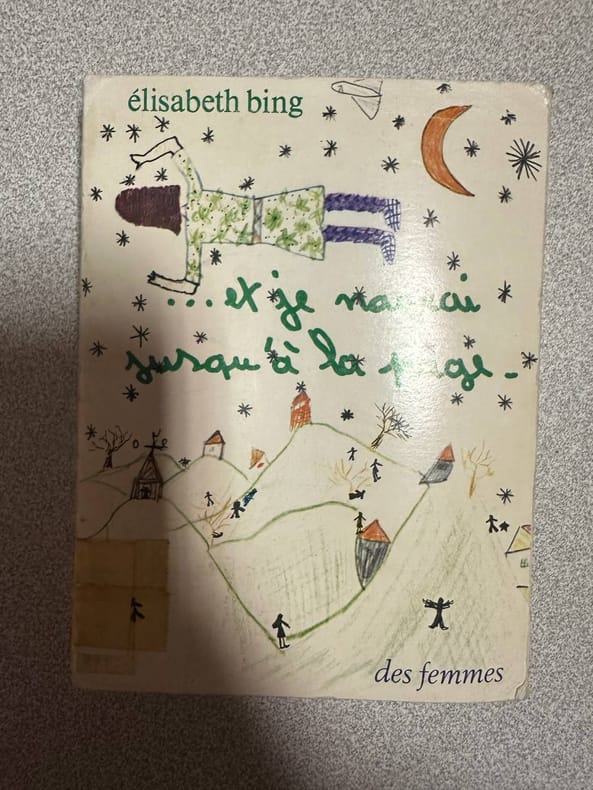 élisabeth bing
...et je nageai
jusqu'à la page.
des femmes